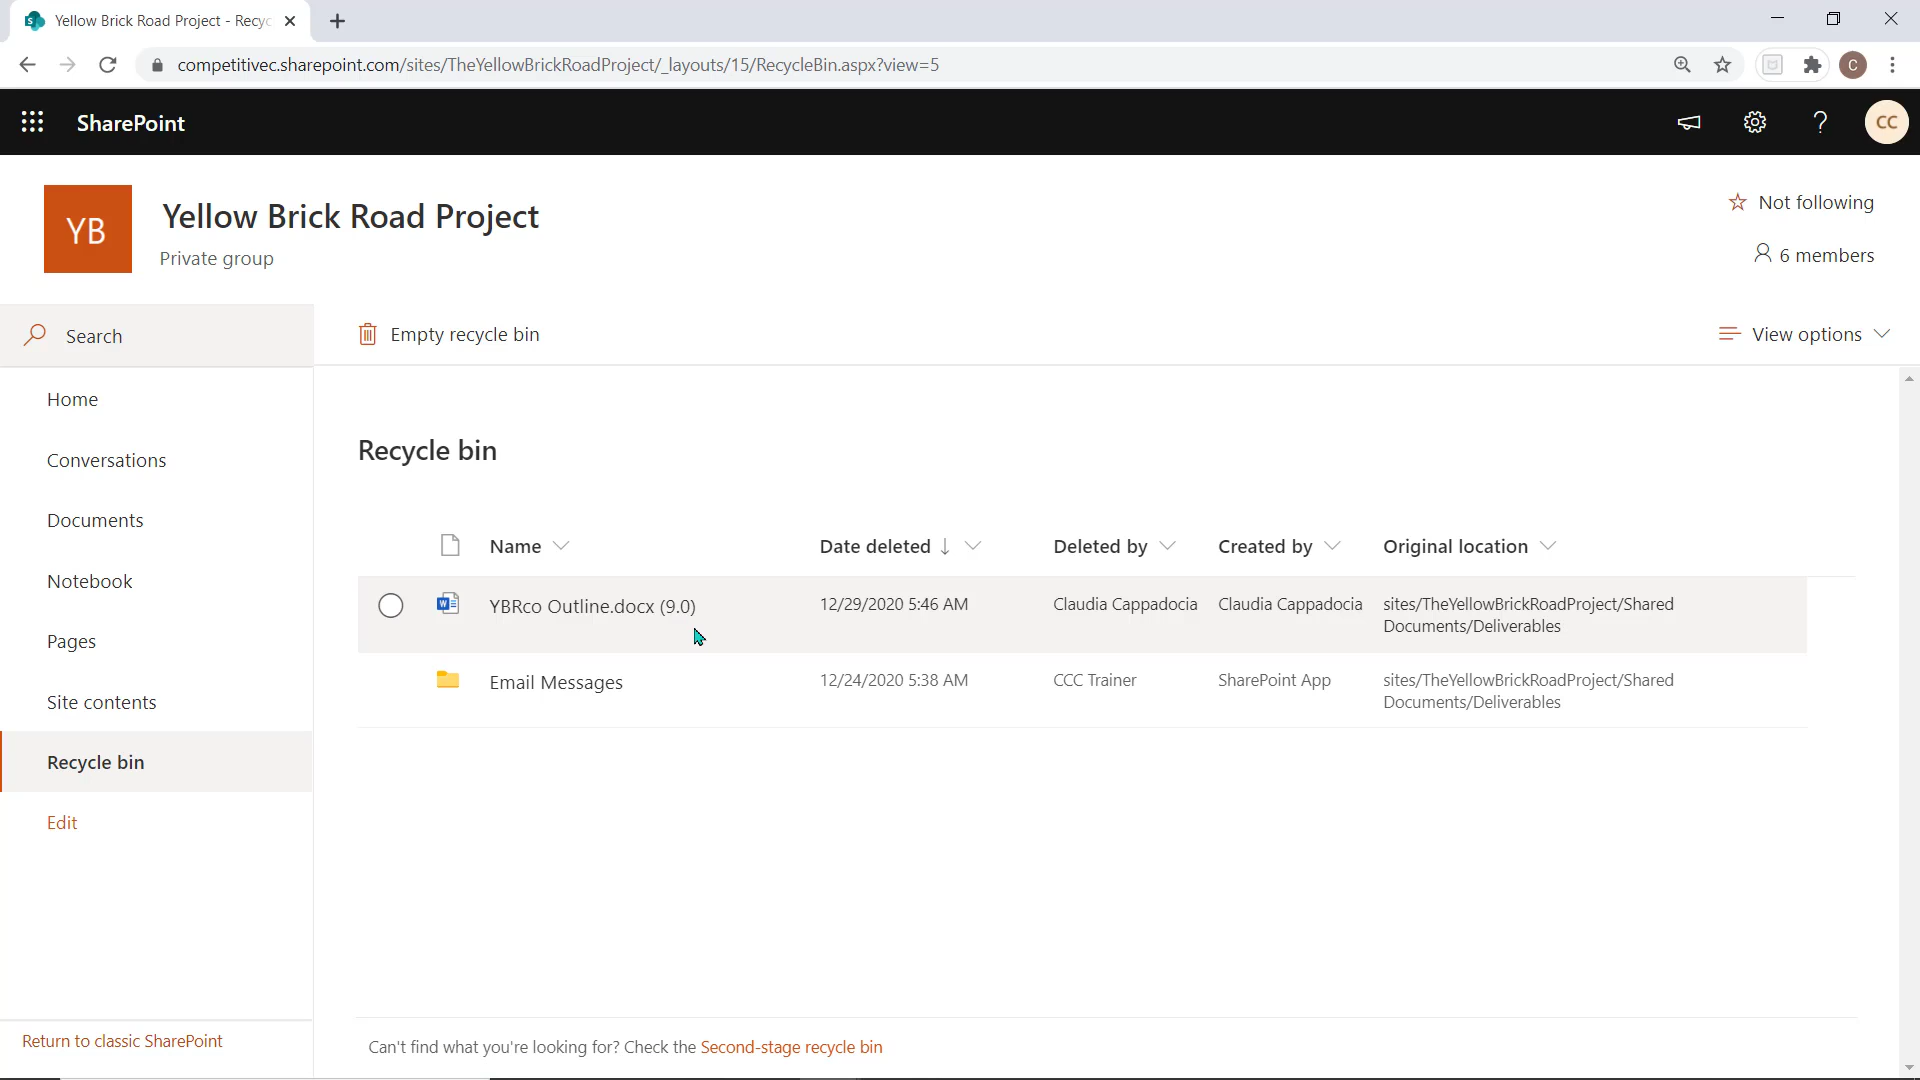 Yellow Brick Road Project - Recyc
competitivec.sharepoint.com/sites/TheYellowBrickRoadProject/_layouts/15/RecycleBin.aspx?view=5
C
SharePoint
CC
YB
Yellow Brick Road Project
Private group
Not following
6 members
Search
Empty recycle bin
View options
Home
Conversations
Documents
Notebook
Pages
Site contents
Recycle bin
Edit
Return to classic SharePoint
Recycle bin
Name Date deleted Deleted by Created by Original location
YBRco Outline.docx (9.0) 12/29/2020 5:46 AM Claudia Cappadocia Claudia Cappadocia sites/TheYellowBrickRoadProject/Shared
Documents/Deliverables
Email Messages 12/24/2020 5:38 AM CCC Trainer SharePoint App sites/TheYellowBrickRoadProject/Shared
Documents/Deliverables
Can't find what you're looking for? Check the Second-stage recycle bin